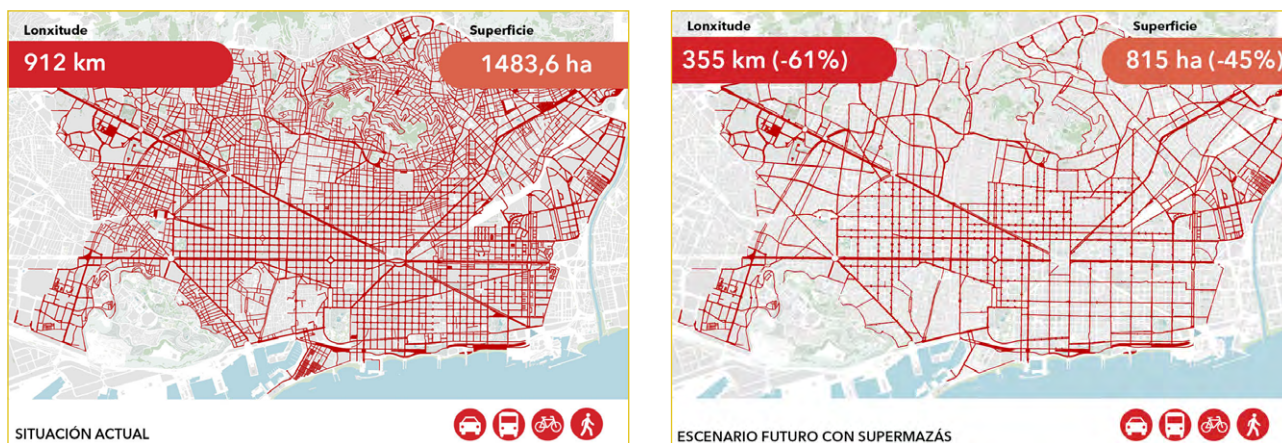 Lonxitude
Superficie
912 km
1483,6 ha
SITUACIÓN ACTUAL
Lonxitude
Superficie
355 km (-61%)
815 ha (-45%)
ESCENARIO FUTURO CON SUPERMAZÁS